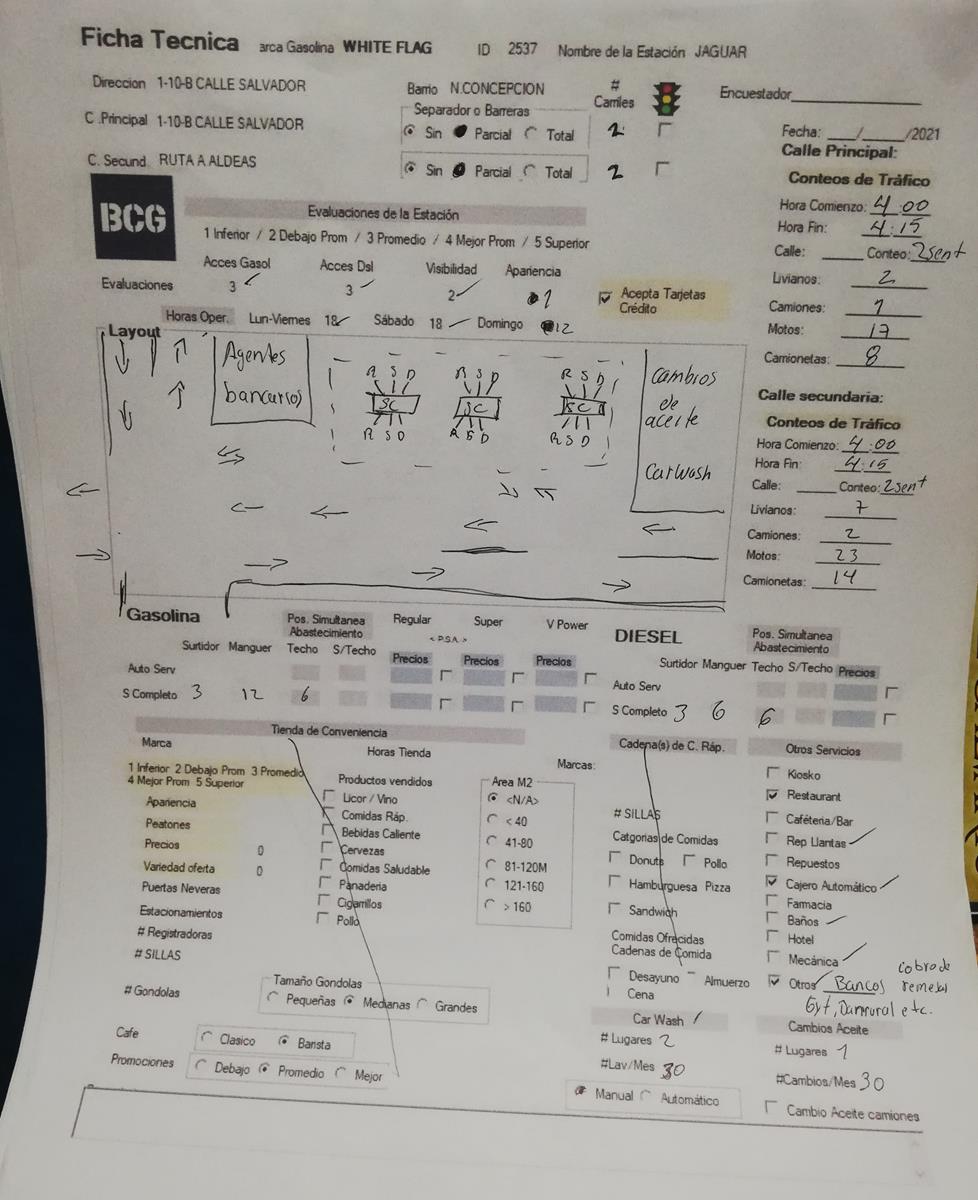 Ficha Tecnica arca Gasolina WHITE FLAG ID 2537 Nombre de la Estación JAGUAR
Direccion 1-10-B CALLE SALVADOR Barrio N.CONCEPCION # Carriles Encuestador
Separador o Barreras
C .Principal 1-10-B CALLE SALVADOR Sin Parcial Total 2
C. Secund. RUTA A ALDEAS Sin Parcial Total 2
Fecha: __/__/2021
BCG
Evaluaciones de la Estación
1 Inferior / 2 Debajo Prom / 3 Promedio / 4 Mejor Prom / 5 Superior
Acces Gasol Acces Dsl Visibilidad Apariencia
Evaluaciones 3 3 2 1
Acepta Tarjetas
Crédito
Horas Oper. Lun-Viernes 18 Sábado 18 Domingo 12
Calle Principal:
Conteos de Tráfico
Hora Comienzo: 4:00
Hora Fin: 4:15
Calle: Conteo: 2sent
Livianos: 2
Camiones: 1
Motos: 17
Camionetas: 8
Calle secundaria:
Conteos de Tráfico
Hora Comienzo: 4:00
Hora Fin: 4:15
Calle: Conteo: 2sent
Livianos: 7
Camiones: 2
Motos: 23
Camionetas: 14
Layout
Agentes
bancarios
R S D R S D R S D
SC SC SC
R S D R S D R S D
cambios
de
aceite
carwash
Gasolina
Pos. Simultanea
Abastecimiento
Regular Super V Power
< P.S.A. >
Surtidor Manguer Techo S/Techo Precios Precios Precios
Auto Serv
S Completo 3 12 6
DIESEL
Pos. Simultanea
Abastecimiento
Surtidor Manguer Techo S/Techo Precios
Auto Serv
S Completo 3 6 6
Tienda de Conveniencia
Marca Horas Tienda Marcas:
1 Inferior 2 Debajo Prom 3 Promedio
4 Mejor Prom 5 Superior
Apariencia
Peatones
Precios 0
Variedad oferta 0
Puertas Neveras
Estacionamientos
# Registradoras
# SILLAS
# Gondolas
Productos vendidos
Licor / Vino
Comidas Ráp.
Bebidas Caliente
Cervezas
Comidas Saludable
Panaderia
Cigarrillos
Pollo
Area M2
<N/A>
< 40
41-80
81-120M
121-160
> 160
Tamaño Gondolas
Pequeñas Medianas Grandes
Cafe Clasico Barista
Promociones Debajo Promedio Mejor
Cadena(s) de C. Ráp.
# SILLAS
Catgorias de Comidas
Donuts Pollo
Hamburguesa Pizza
Sandwich
Comidas Ofrecidas
Cadenas de Comida
Desayuno Almuerzo
Cena
Car Wash
# Lugares 2
#Lav/Mes 30
Manual Automático
Otros Servicios
Kiosko
Restaurant
Caféteria/Bar
Rep Llantas
Repuestos
Cajero Automático
Farmacia
Baños
Hotel
Mecánica
Otros Bancos cobro de
Gyt, etc.
Cambios Aceite
# Lugares 1
#Cambios/Mes 30
Cambio Aceite camiones